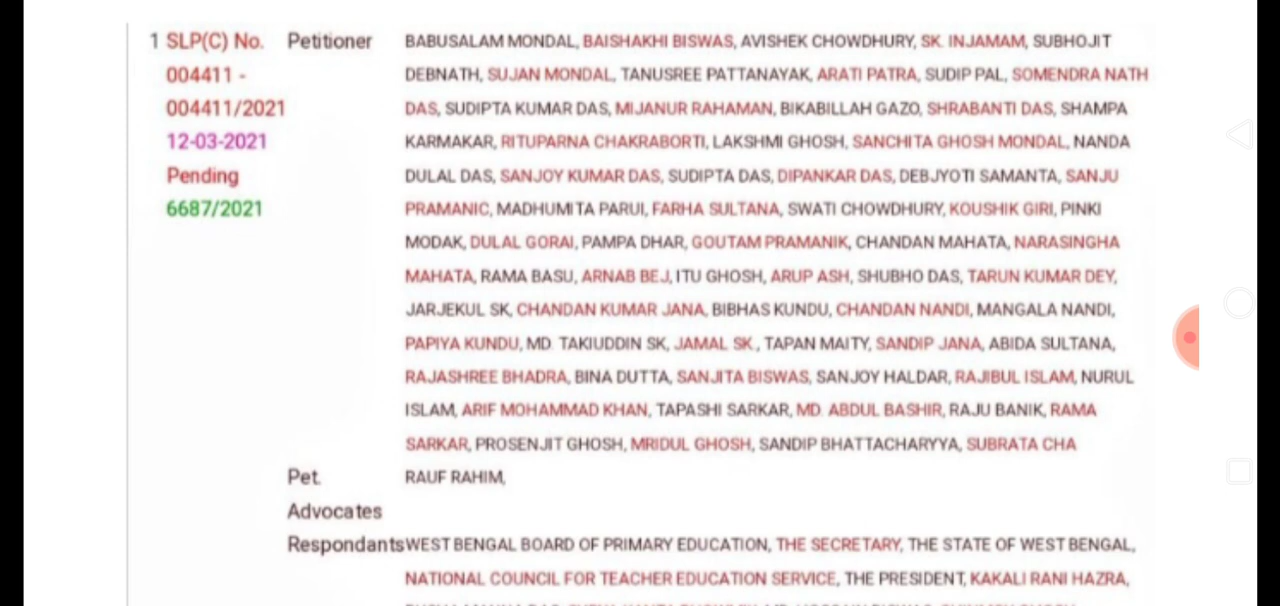 1 SLP(C) No. Petitioner BABUSALAM MONDAL, BAISHAKHI BISWAS, AVISHEK CHOWDHURY, SK. INJAMAM, SUBHOJIT
004411 - DEBNATH, SUJAN MONDAL, TANUSREE PATTANAYAK, ARATI PATRA, SUDIP PAL, SOMENDRA NATH
004411/2021 DAS, SUDIPTA KUMAR DAS, MIJANUR RAHAMAN, BIKABILLAH GAZO, SHRABANTI DAS, SHAMPA
12-03-2021 KARMAKAR, RITUPARNA CHAKRABORTI, LAKSHMI GHOSH, SANCHITA GHOSH MONDAL, NANDA
Pending DULAL DAS, SANJOY KUMAR DAS, SUDIPTA DAS, DIPANKAR DAS, DEBJYOTI SAMANTA, SANJU
6687/2021 PRAMANIC, MADHUMITA PARUI, FARHA SULTANA, SWATI CHOWDHURY, KOUSHIK GIRI, PINKI
MODAK, DULAL GORAI, PAMPA DHAR, GOUTAM PRAMANIK, CHANDAN MAHATA, NARASINGHA
MAHATA, RAMA BASU, ARNAB BEJ, ITU GHOSH, ARUP ASH, SHUBHO DAS, TARUN KUMAR DEY,
JARJEKUL SK, CHANDAN KUMAR JANA, BIBHAS KUNDU, CHANDAN NANDI, MANGALA NANDI,
PAPIYA KUNDU, MD. TAKIUDDIN SK, JAMAL SK., TAPAN MAITY, SANDIP JANA, ABIDA SULTANA,
RAJASHREE BHADRA, BINA DUTTA, SANJITA BISWAS, SANJOY HALDAR, RAJIBUL ISLAM, NURUL
ISLAM, ARIF MOHAMMAD KHAN, TAPASHI SARKAR, MD. ABDUL BASHIR, RAJU BANIK, RAMA
SARKAR, PROSENJIT GHOSH, MRIDUL GHOSH, SANDIP BHATTACHARYYA, SUBRATA CHA
Pet. RAUF RAHIM,
Advocates
Respondants WEST BENGAL BOARD OF PRIMARY EDUCATION, THE SECRETARY, THE STATE OF WEST BENGAL,
NATIONAL COUNCIL FOR TEACHER EDUCATION SERVICE, THE PRESIDENT, KAKALI RANI HAZRA,